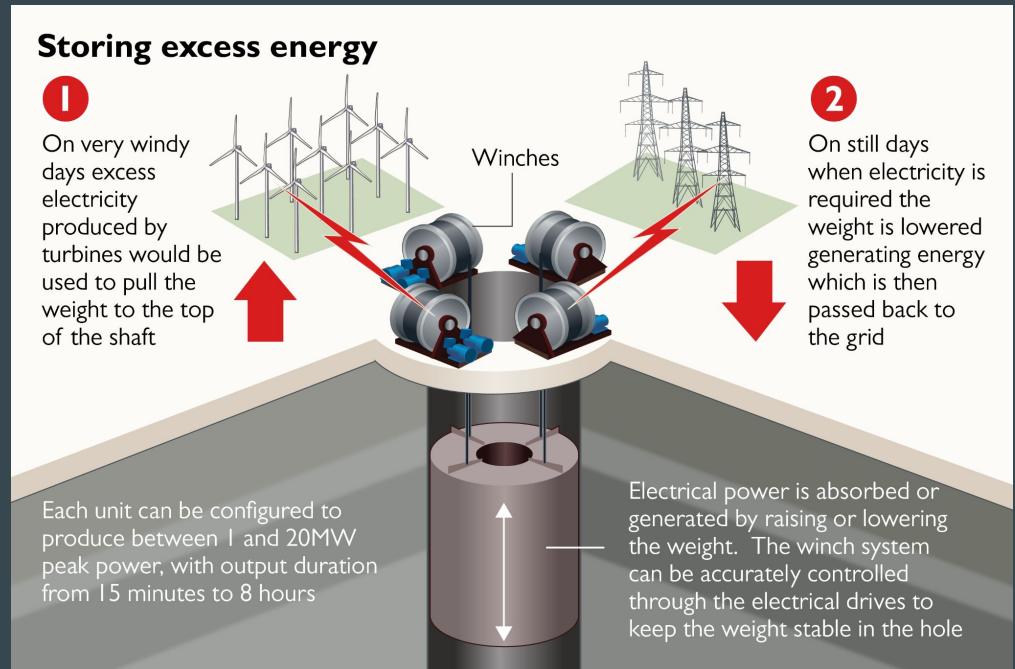 Storing excess energy
1
On very windy
days excess
electricity
produced by
turbines would be
used to pull the
weight to the top
of the shaft
Winches
2
On still days
when electricity is
required the
weight is lowered
generating energy
which is then
passed back to
the grid
Each unit can be configured to
produce between 1 and 20MW
peak power, with output duration
from 15 minutes to 8 hours
Electrical power is absorbed or
generated by raising or lowering
the weight.  The winch system
can be accurately controlled
through the electrical drives to
keep the weight stable in the hole